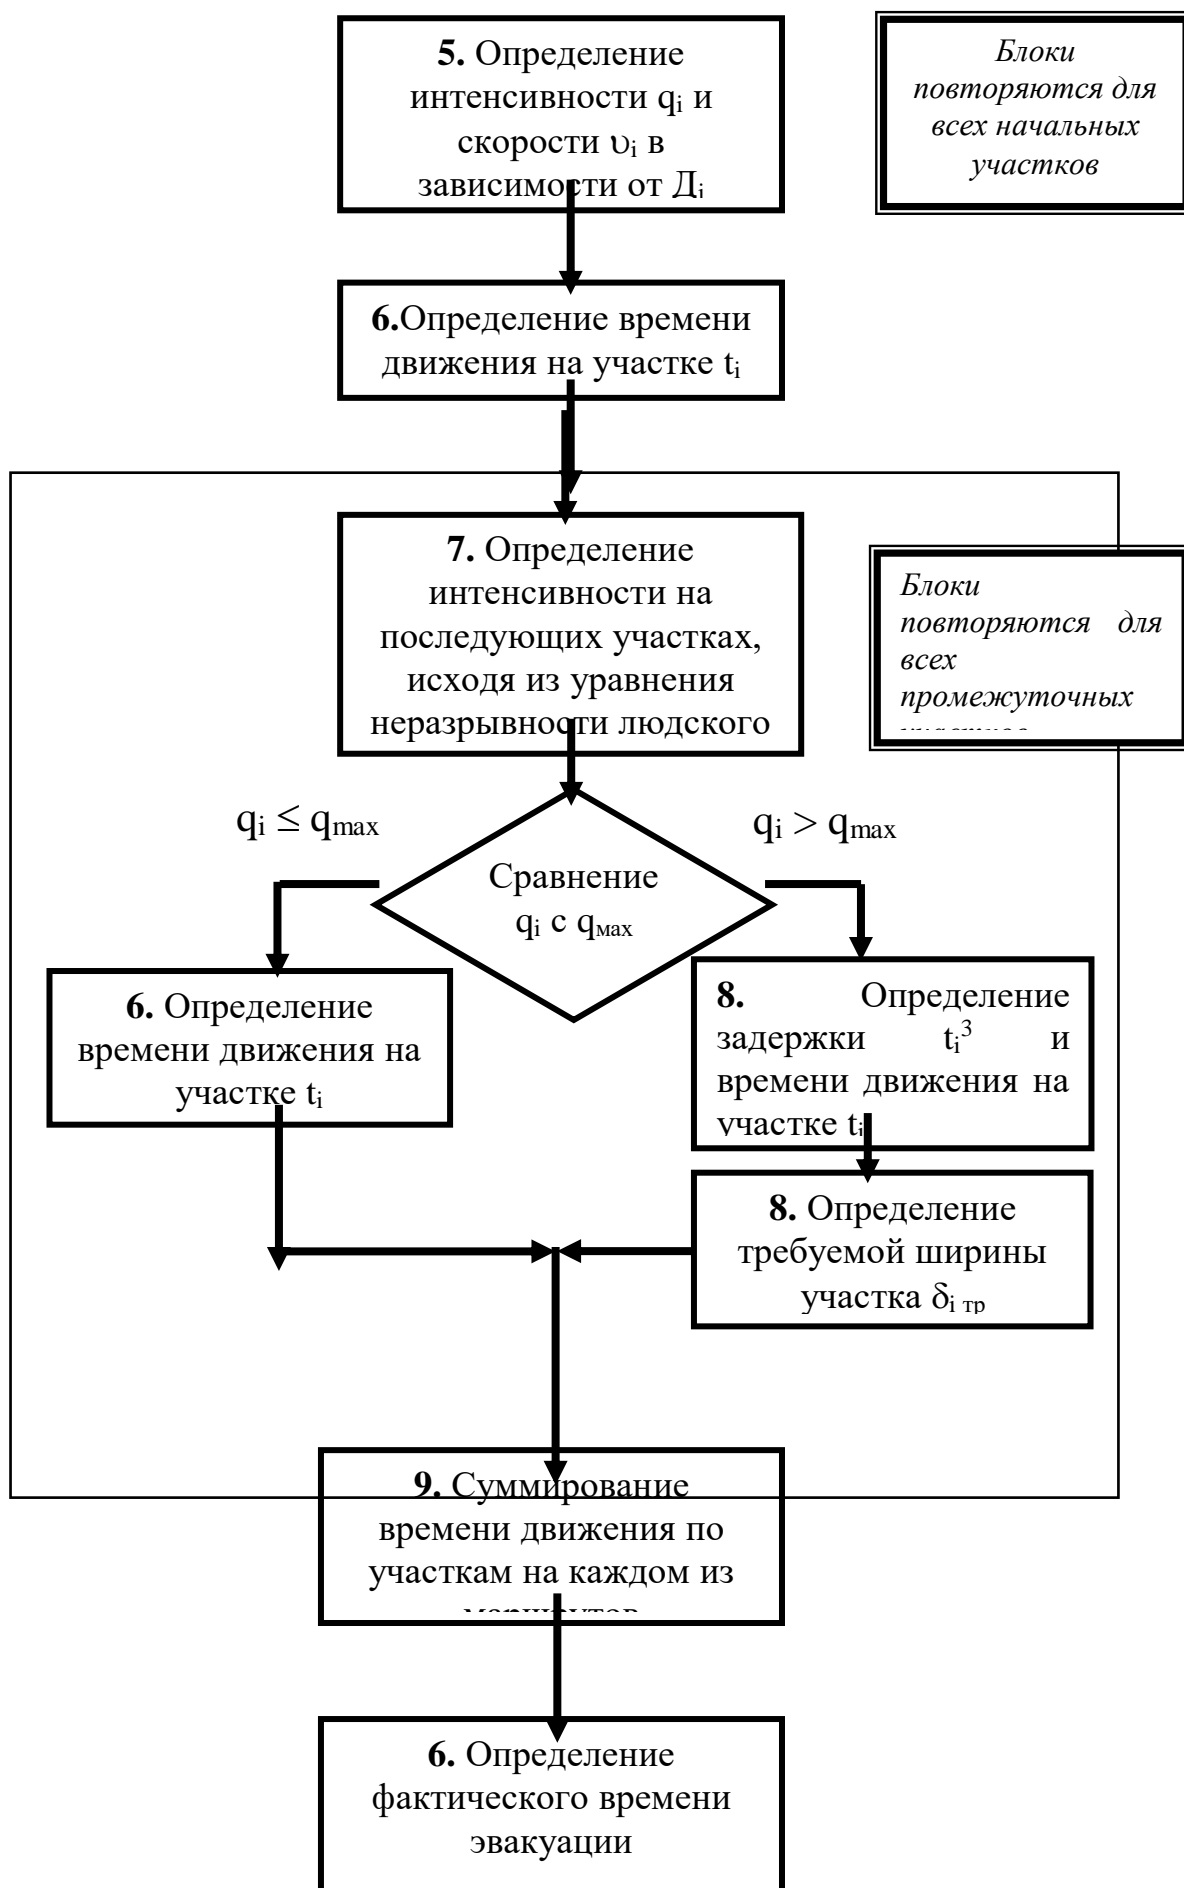 5. Определение
интенсивности qi и
скорости υi в
зависимости от Дi
Блоки
повторяются для
всех начальных
участков
6.Определение времени
движения на участке ti
7. Определение
интенсивности на
последующих участках,
исходя из уравнения
неразрывности людского
Блоки
повторяются для
всех
промежуточных
qi ≤ qmax
qi > qmax
Сравнение
qi с qмах
6. Определение
времени движения на
участке ti
8. Определение
задержки ti³ и
времени движения на
участке ti
8. Определение
требуемой ширины
участка δi тр
9. Суммирование
времени движения по
участкам на каждом из
маршрутов
6. Определение
фактического времени
эвакуации